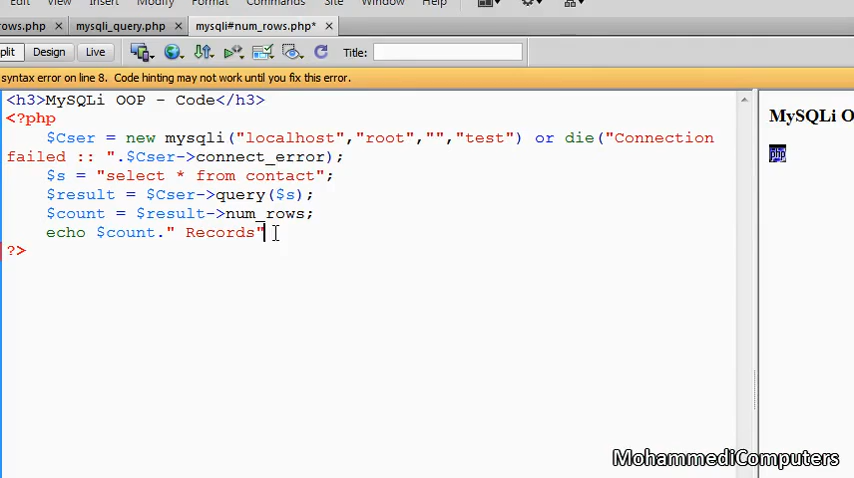 Edit View Insert Modify Commands Site Window Help
rows.php × mysqli_query.php × mysqli#num_rows.php* ×
plit Design Live Title:
syntax error on line 8. Code hinting may not work until you fix this error.
<h3>MySQLi OOP - Code</h3>
<?php
$Cser = new mysqli("localhost","root","","test") or die("Connection
failed :: ".$Cser->connect_error);
$s = "select * from contact";
$result = $Cser->query($s);
$count = $result->num_rows;
echo $count." Records"
?>
MySQLi O
php
MohammediComputers